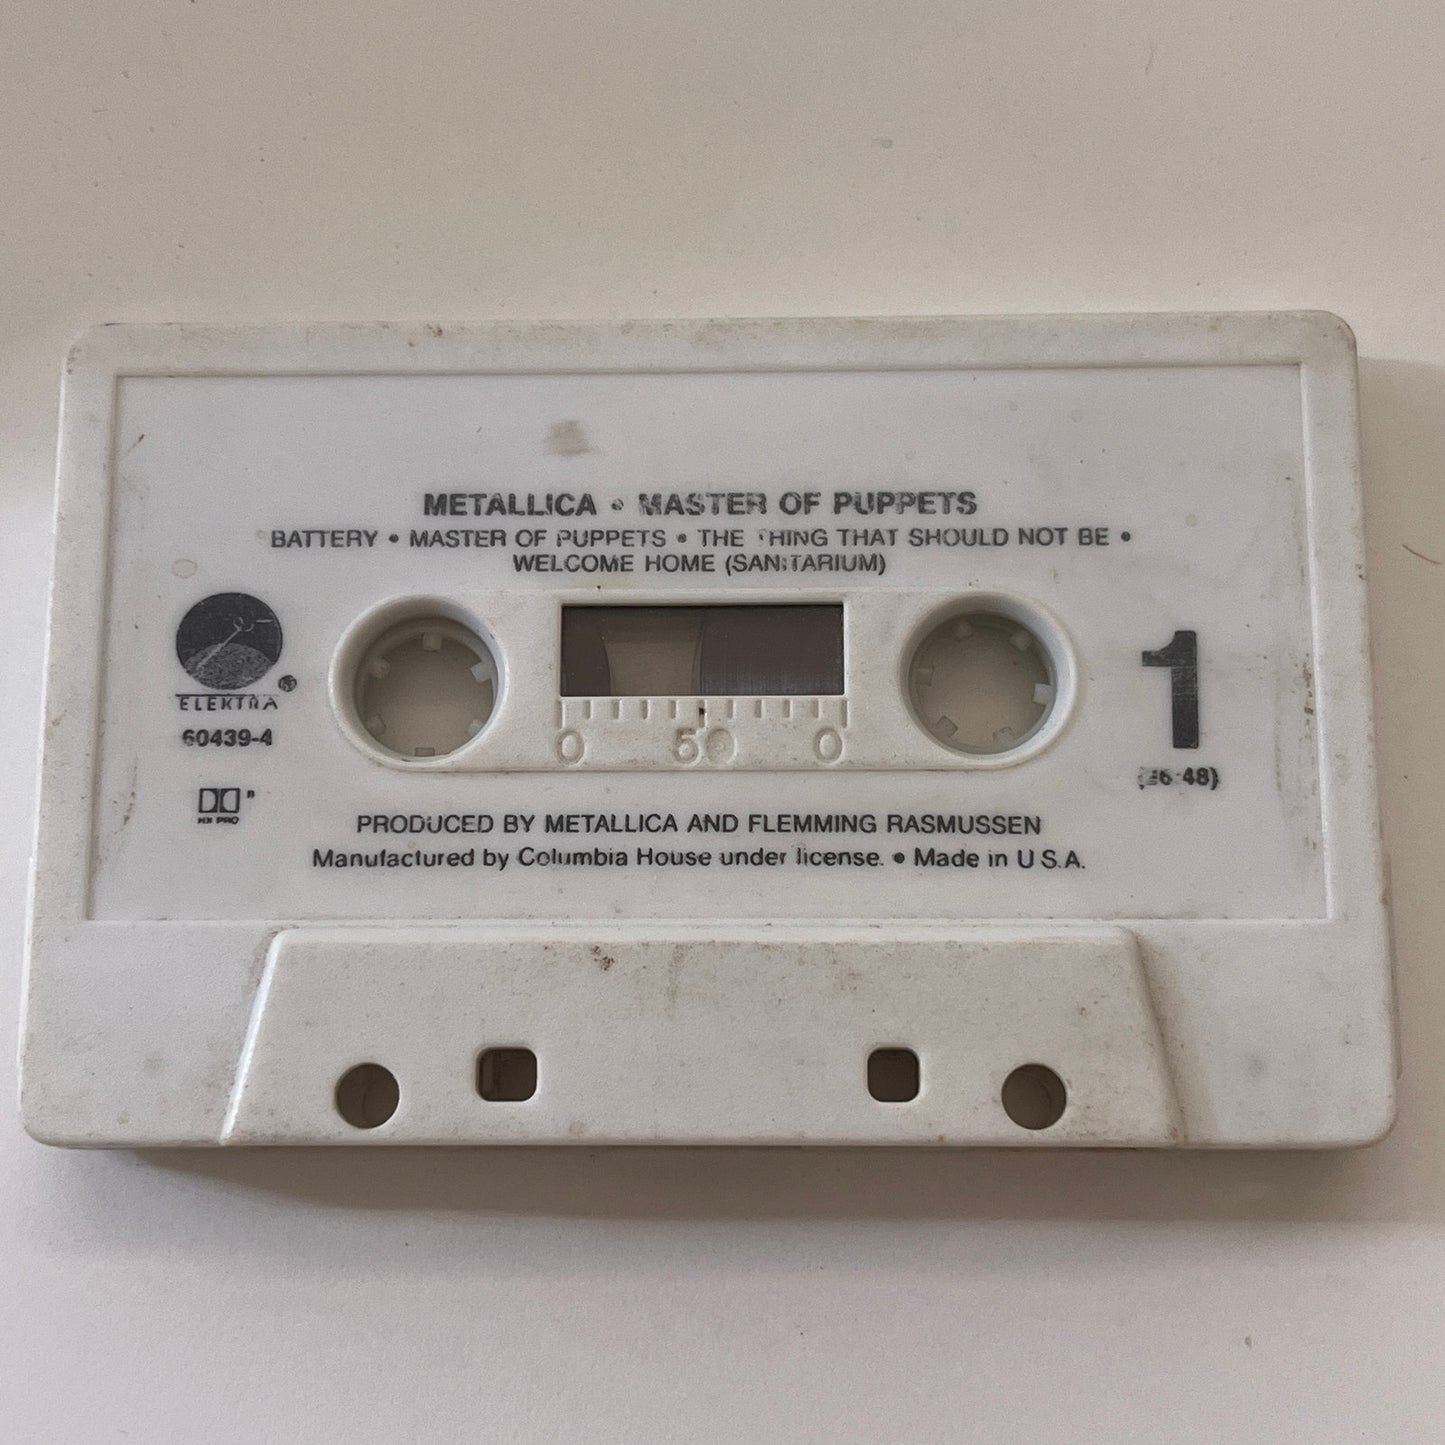 METALLICA • MASTER OF PUPPETS
BATTERY • MASTER OF PUPPETS • THE THING THAT SHOULD NOT BE •
WELCOME HOME (SANITARIUM)
ELEKTRA ®
60439-4
1
0 50 0
HX PRO
PRODUCED BY METALLICA AND FLEMMING RASMUSSEN
Manufactured by Columbia House under license. • Made in U.S.A.